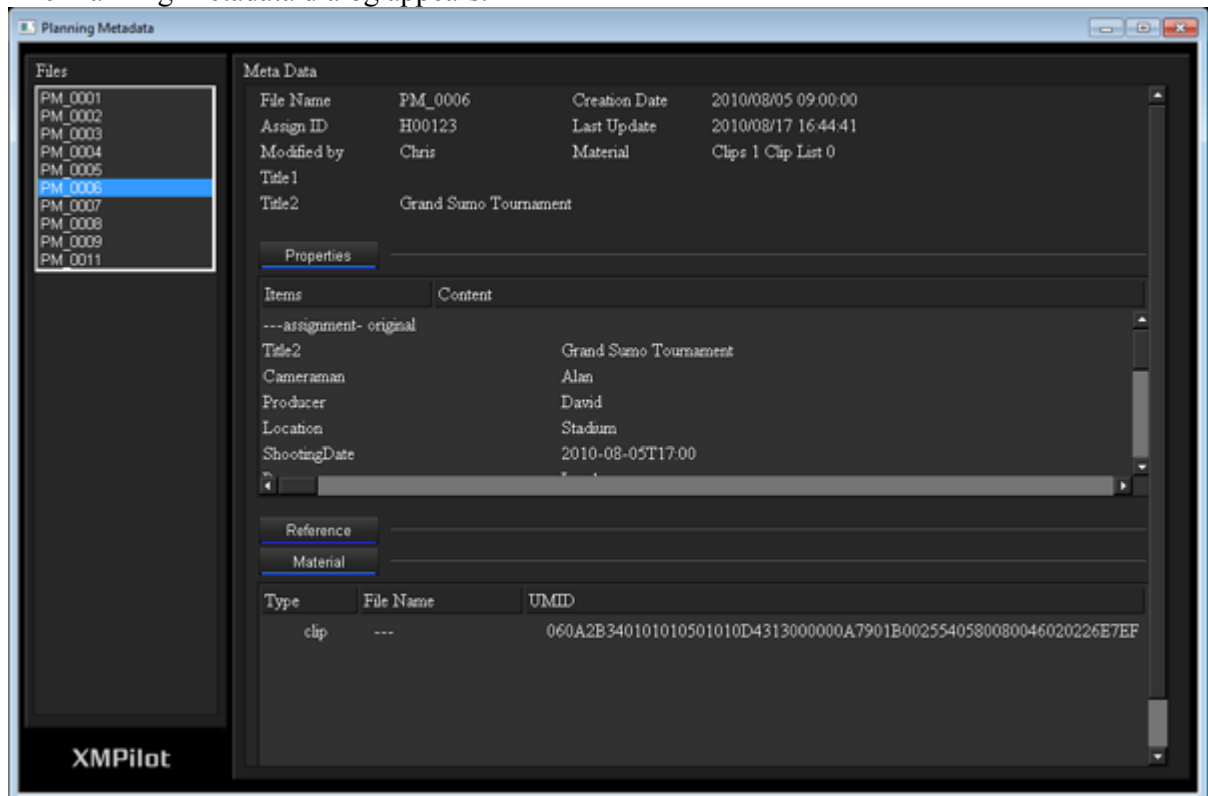 Planning Metadata
Files
PM_0001
PM_0002
PM_0003
PM_0004
PM_0005
PM_0006
PM_0007
PM_0008
PM_0009
PM_0011
XMPilot
Meta Data
File Name PM_0006 Creation Date 2010/08/05 09:00:00
Assign ID H00123 Last Update 2010/08/17 16:44:41
Modified by Chris Material Clips 1 Clip List 0
Title1
Title2 Grand Sumo Tournament
Properties
Items Content
---assignment- original
Title2 Grand Sumo Tournament
Cameraman Alan
Producer David
Location Stadium
ShootingDate 2010-08-05T17:00
Reference
Material
Type File Name UMID
clip --- 060A2B340101010501010D4313000000A7901B0025540580080046020226E7EF